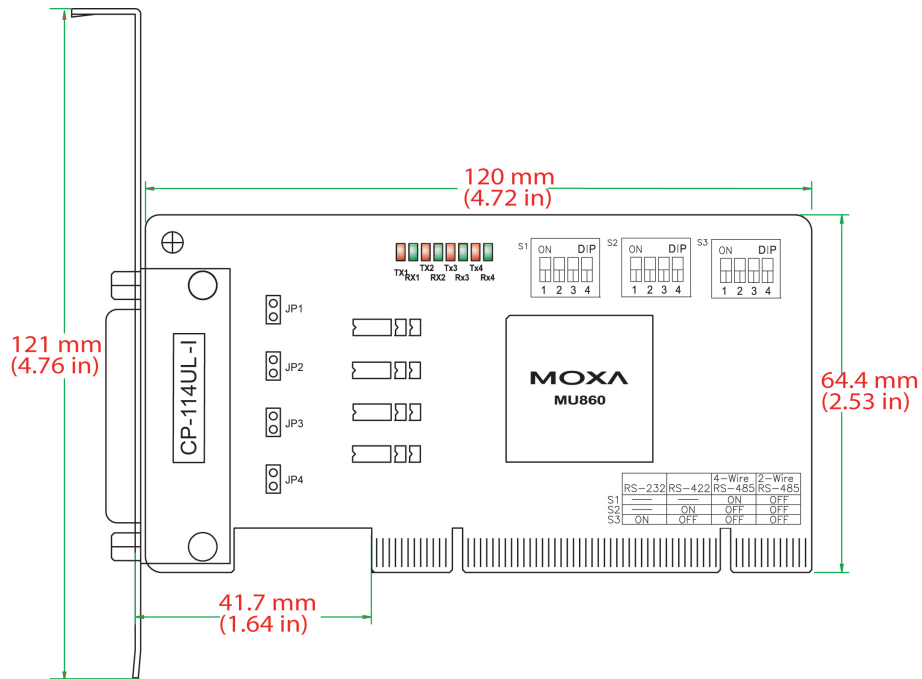 120 mm
(4.72 in)
S1 ON DIP
1 2 3 4
S2 ON DIP
1 2 3 4
S3 ON DIP
1 2 3 4
TX1 RX1 TX2 RX2 Tx3 Rx3 Tx4 Rx4
JP1
JP2
JP3
JP4
121 mm
(4.76 in)
CP-114UL-I
MOXA
MU860
64.4 mm
(2.53 in)
RS-232 RS-422 4-Wire RS-485 2-Wire RS-485
S1 — — ON OFF
S2 — ON OFF OFF
S3 ON OFF OFF OFF
41.7 mm
(1.64 in)